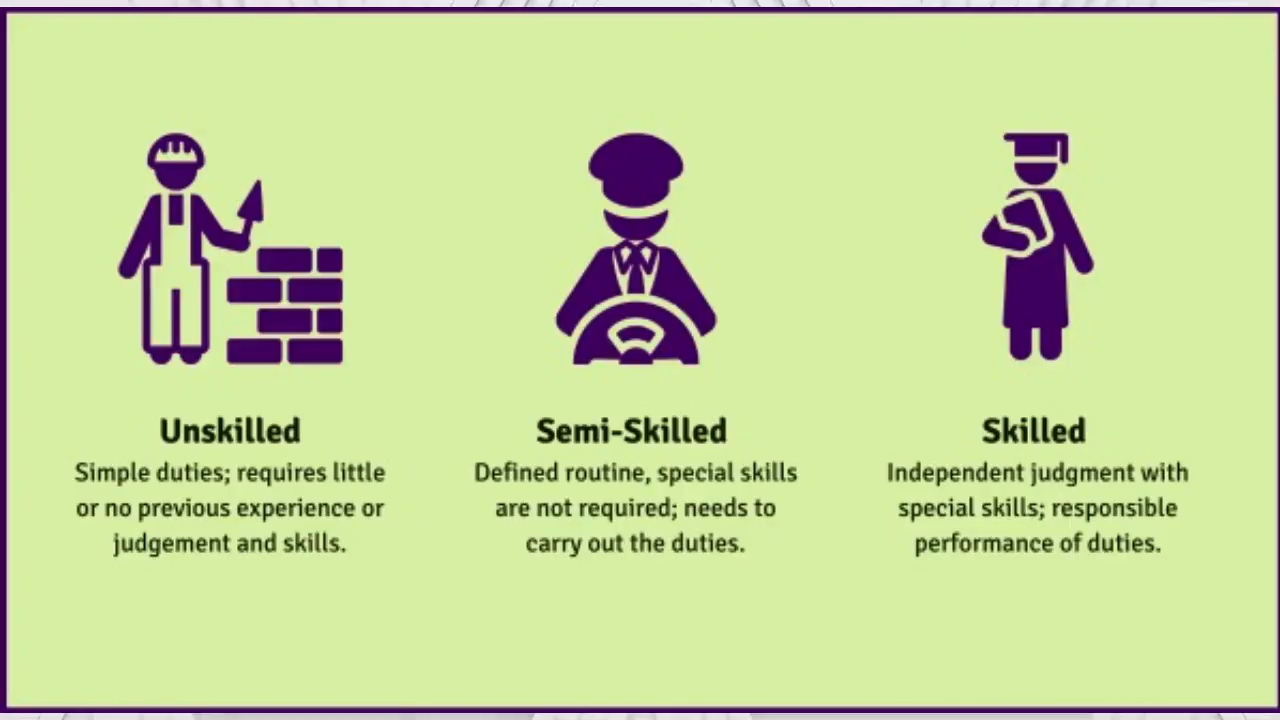 Unskilled
Simple duties; requires little
or no previous experience or
judgement and skills.
Semi-Skilled
Defined routine, special skills
are not required; needs to
carry out the duties.
Skilled
Independent judgment with
special skills; responsible
performance of duties.